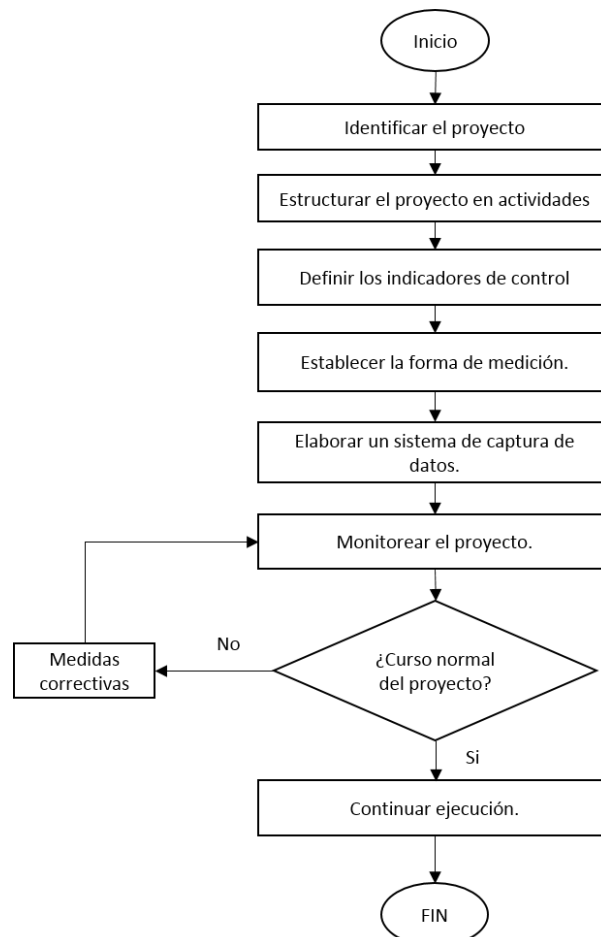 Inicio
Identificar el proyecto
Estructurar el proyecto en actividades
Definir los indicadores de control
Establecer la forma de medición.
Elaborar un sistema de captura de
datos.
Monitorear el proyecto.
No
Medidas
correctivas
¿Curso normal
del proyecto?
Si
Continuar ejecución.
FIN